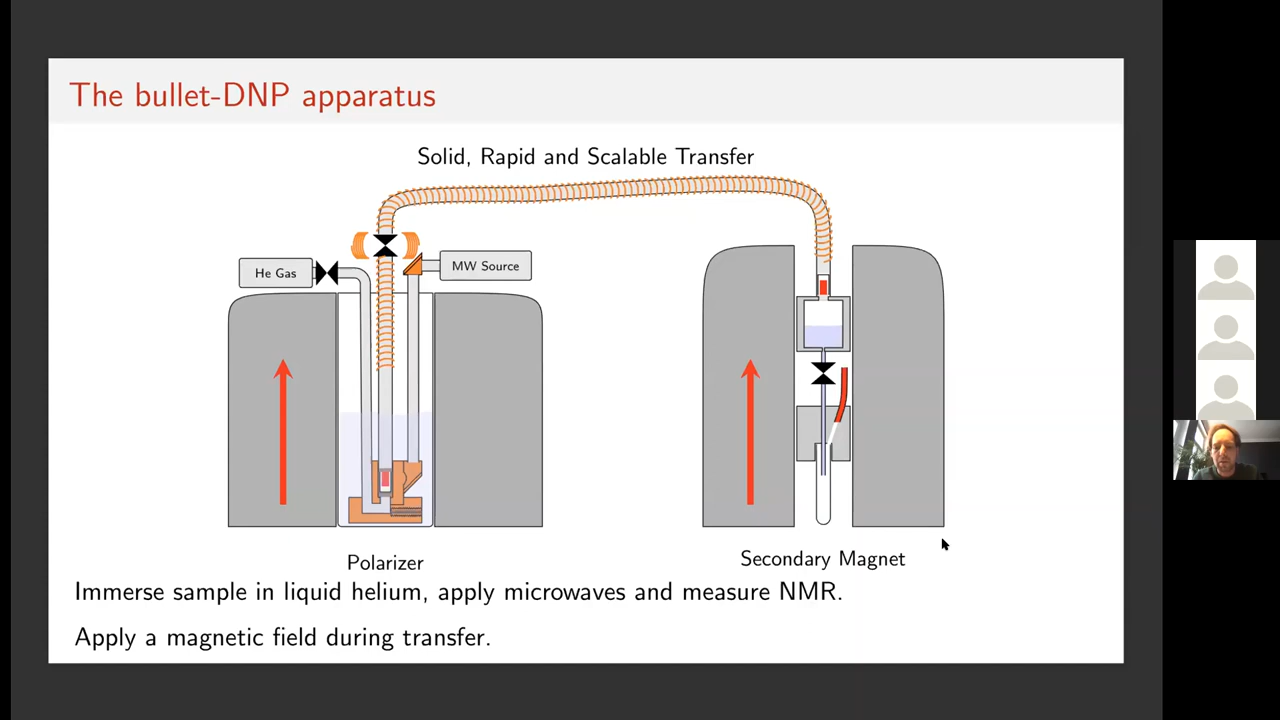 The bullet-DNP apparatus
Solid, Rapid and Scalable Transfer
He Gas
MW Source
Polarizer
Secondary Magnet
Immerse sample in liquid helium, apply microwaves and measure NMR.
Apply a magnetic field during transfer.